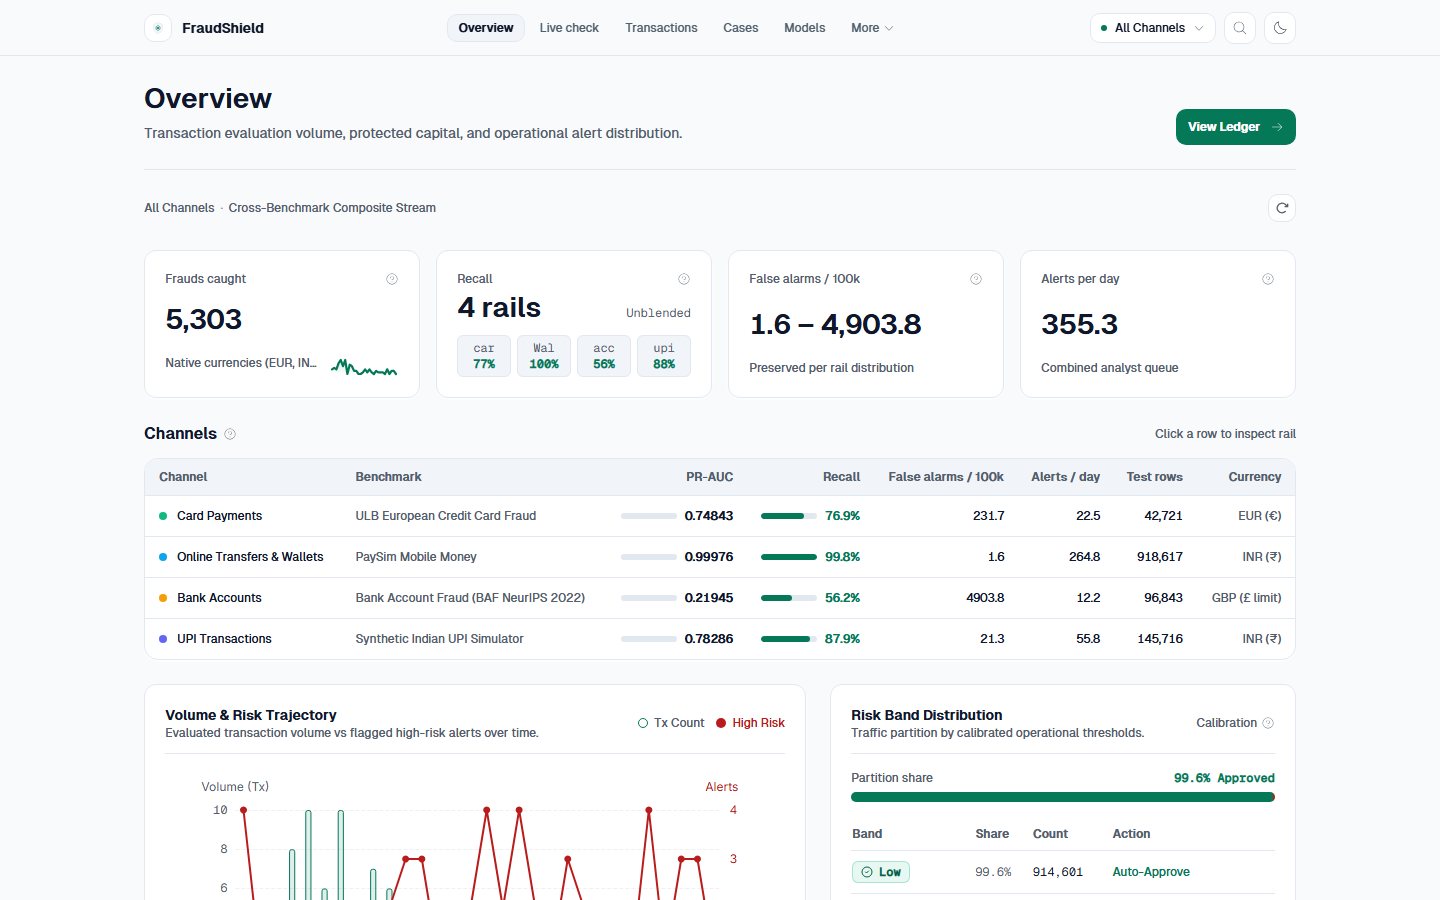 FraudShield
Overview
Live check
Transactions
Cases
Models
More
All Channels
Overview
Transaction evaluation volume, protected capital, and operational alert distribution.
View Ledger
All Channels · Cross-Benchmark Composite Stream
Frauds caught
5,303
Native currencies (EUR, IN...
Recall
4 rails
Unblended
car
77%
Wal
100%
acc
56%
upi
88%
False alarms / 100k
1.6 – 4,903.8
Preserved per rail distribution
Alerts per day
355.3
Combined analyst queue
Channels
Click a row to inspect rail
Channel Benchmark PR-AUC Recall False alarms / 100k Alerts / day Test rows Currency
Card Payments ULB European Credit Card Fraud 0.74843 76.9% 231.7 22.5 42,721 EUR (€)
Online Transfers & Wallets PaySim Mobile Money 0.99976 99.8% 1.6 264.8 918,617 INR (₹)
Bank Accounts Bank Account Fraud (BAF NeurIPS 2022) 0.21945 56.2% 4903.8 12.2 96,843 GBP (£ limit)
UPI Transactions Synthetic Indian UPI Simulator 0.78286 87.9% 21.3 55.8 145,716 INR (₹)
Volume & Risk Trajectory
Evaluated transaction volume vs flagged high-risk alerts over time.
Tx Count
High Risk
Volume (Tx)
Alerts
10
4
8
3
6
Risk Band Distribution
Traffic partition by calibrated operational thresholds.
Calibration
Partition share
99.6% Approved
Band Share Count Action
Low 99.6% 914,601 Auto-Approve